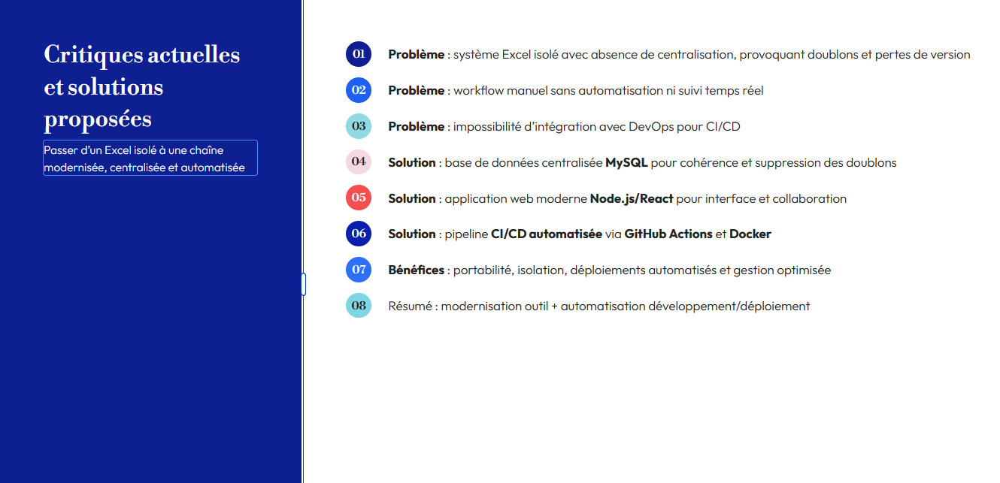 Critiques actuelles
et solutions
proposées
Passer d’un Excel isolé à une chaîne
modernisée, centralisée et automatisée
01 Problème : système Excel isolé avec absence de centralisation, provoquant doublons et pertes de version
02 Problème : workflow manuel sans automatisation ni suivi temps réel
03 Problème : impossibilité d’intégration avec DevOps pour CI/CD
04 Solution : base de données centralisée MySQL pour cohérence et suppression des doublons
05 Solution : application web moderne Node.js/React pour interface et collaboration
06 Solution : pipeline CI/CD automatisée via GitHub Actions et Docker
07 Bénéfices : portabilité, isolation, déploiements automatisés et gestion optimisée
08 Résumé : modernisation outil + automatisation développement/déploiement